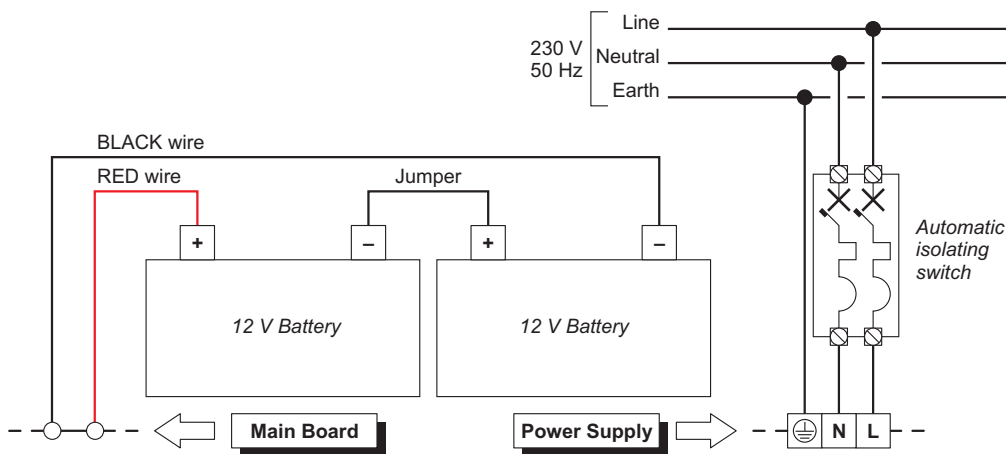 Line
230 V
50 Hz
Neutral
Earth
BLACK wire
RED wire
Jumper
+
–
+
–
Automatic
isolating
switch
12 V Battery
12 V Battery
Main Board
Power Supply
N
L